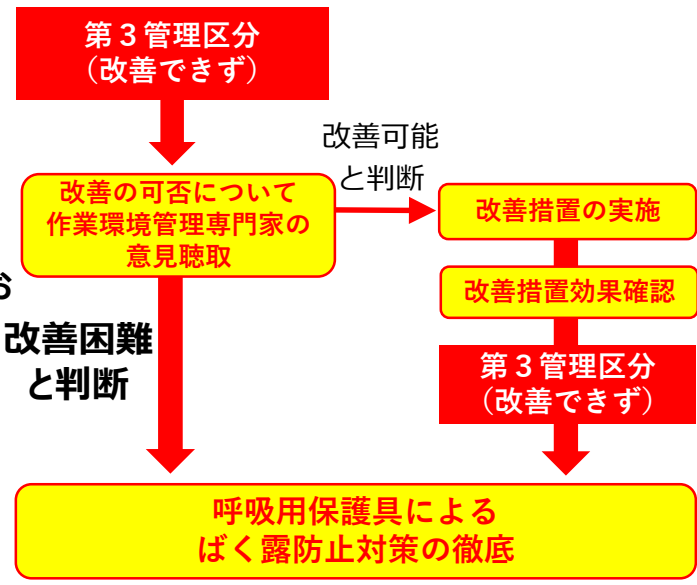 第３管理区分
（改善できず）
改善可能
と判断
改善の可否について
作業環境管理専門家の
意見聴取
改善措置の実施
改善措置効果確認
お
改善困難
と判断
第３管理区分
（改善できず）
呼吸用保護具による
ばく露防止対策の徹底